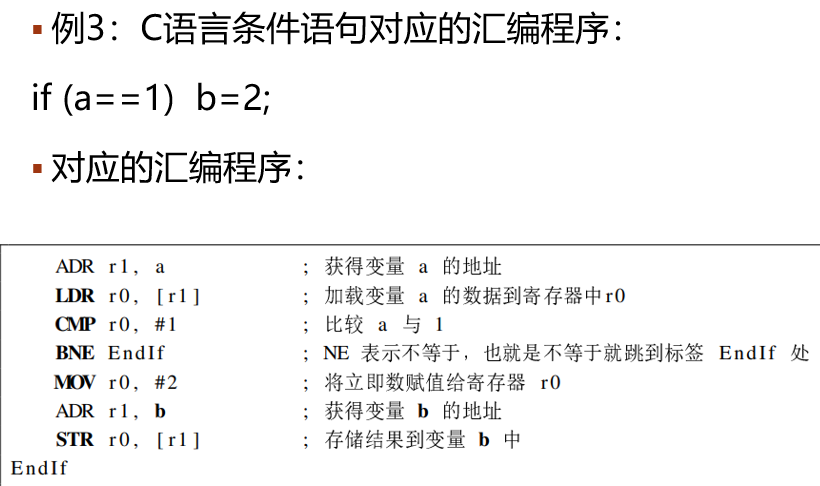 ▪ 例3：C语言条件语句对应的汇编程序：
if (a==1)  b=2;
▪ 对应的汇编程序：
ADR r1, a ; 获得变量 a 的地址
LDR r0, [r1] ; 加载变量 a 的数据到寄存器中r0
CMP r0, #1 ; 比较 a 与 1
BNE EndIf ; NE 表示不等于，也就是不等于就跳到标签 EndIf 处
MOV r0, #2 ; 将立即数赋值给寄存器 r0
ADR r1, b ; 获得变量 b 的地址
STR r0, [r1] ; 存储结果到变量 b 中
EndIf